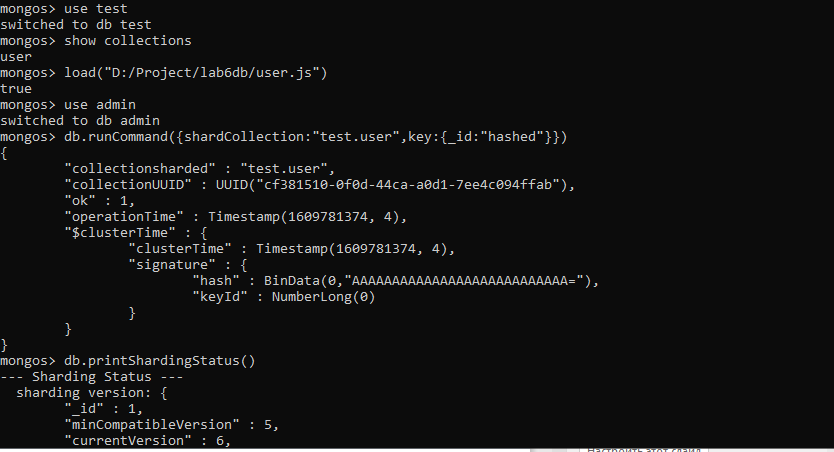 mongos> use test
switched to db test
mongos> show collections
user
mongos> load("D:/Project/lab6db/user.js")
true
mongos> use admin
switched to db admin
mongos> db.runCommand({shardCollection:"test.user",key:{_id:"hashed"}})
{
        "collectionsharded" : "test.user",
        "collectionUUID" : UUID("cf381510-0f0d-44ca-a0d1-7ee4c094ffab"),
        "ok" : 1,
        "operationTime" : Timestamp(1609781374, 4),
        "$clusterTime" : {
                "clusterTime" : Timestamp(1609781374, 4),
                "signature" : {
                        "hash" : BinData(0,"AAAAAAAAAAAAAAAAAAAAAAAAAAA="),
                        "keyId" : NumberLong(0)
                }
        }
}
mongos> db.printShardingStatus()
--- Sharding Status ---
  sharding version: {
        "_id" : 1,
        "minCompatibleVersion" : 5,
        "currentVersion" : 6,
Настроить этот слайд